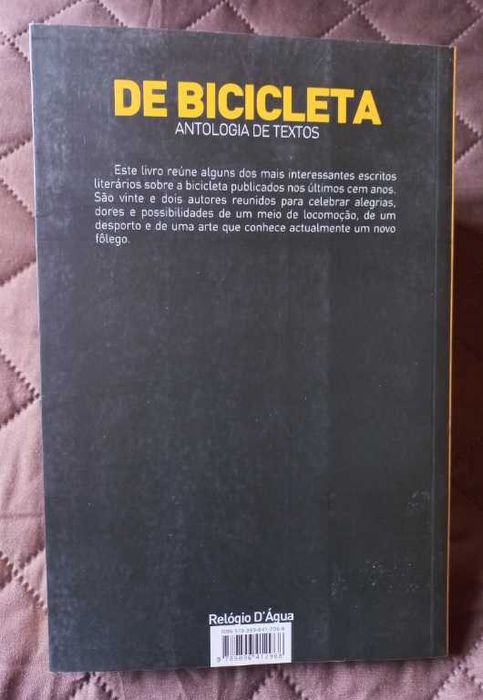 DE BICICLETA
ANTOLOGIA DE TEXTOS
Este livro reúne alguns dos mais interessantes escritos
literários sobre a bicicleta publicados nos últimos cem anos.
São vinte e dois autores reunidos para celebrar alegrias,
dores e possibilidades de um meio de locomoção, de um
desporto e de uma arte que conhece actualmente um novo
fôlego.
Relógio D'Água